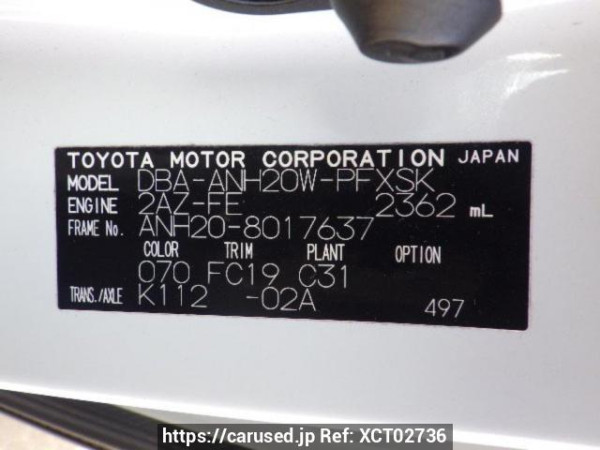 TOYOTA MOTOR CORPORATION JAPAN
MODEL DBA-ANH20W-PFXSK
ENGINE 2AZ-FE 2362 mL
FRAME No. ANH20-8017637
COLOR TRIM PLANT OPTION
070 FC19 C31
TRANS./AXLE K112 -02A 497
https://carused.jp Ref: XCT02736